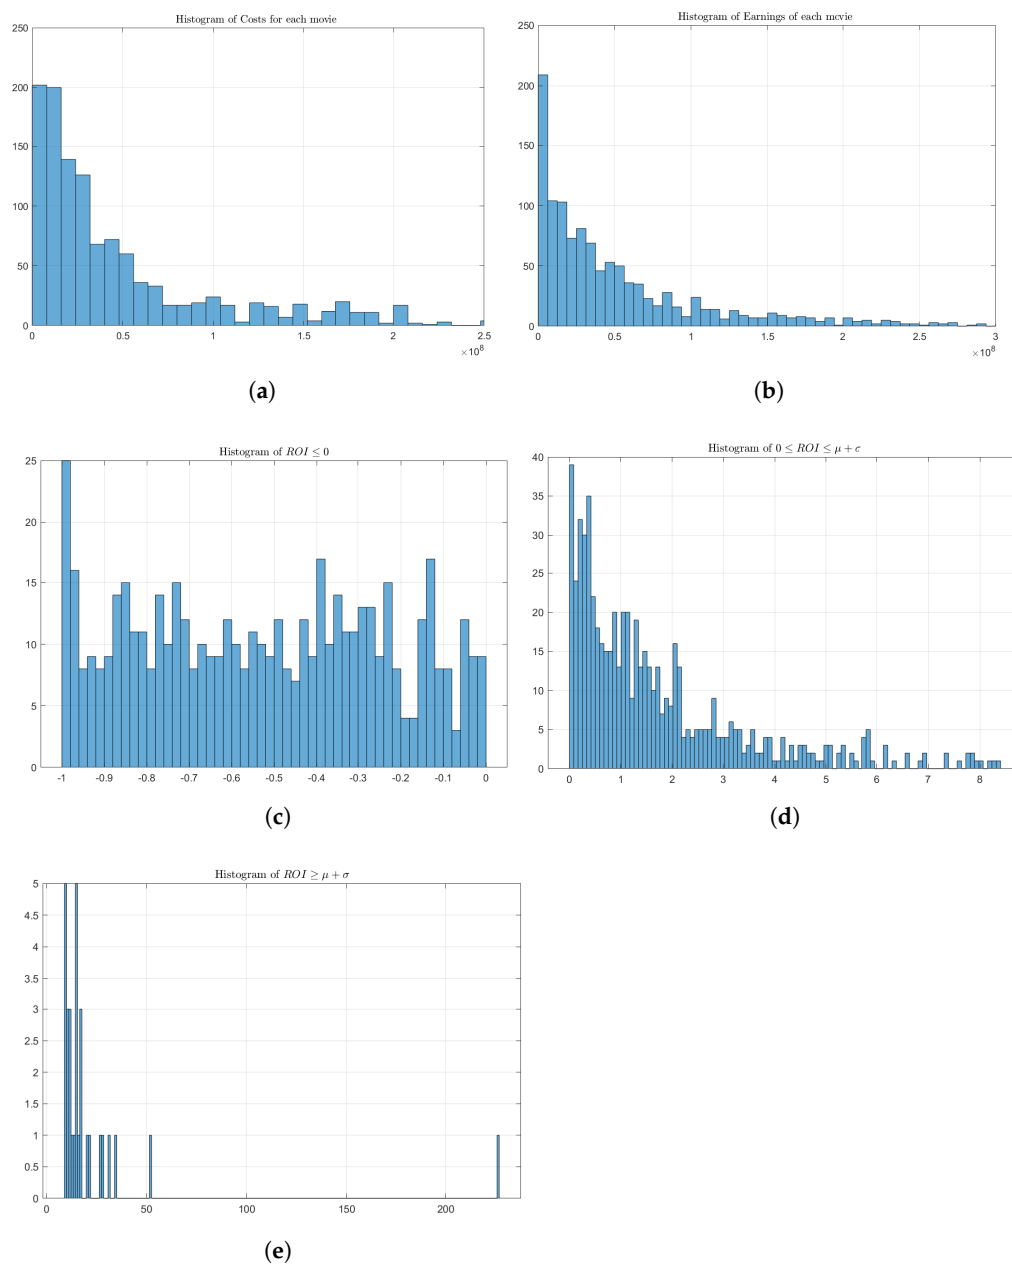 Histogram of Costs for each movie
250
200
150
100
50
0
0 0.5 1 1.5 2 2.5
×10⁸
(a)
Histogram of Earnings of each movie
250
200
150
100
50
0
0 0.5 1 1.5 2 2.5 3
×10⁸
(b)
Histogram of ROI ≤ 0
25
20
15
10
5
0
-1 -0.9 -0.8 -0.7 -0.6 -0.5 -0.4 -0.3 -0.2 -0.1 0
(c)
Histogram of 0 ≤ ROI ≤ μ + σ
40
35
30
25
20
15
10
5
0
0 1 2 3 4 5 6 7 8
(d)
Histogram of ROI ≥ μ + σ
5
4.5
4
3.5
3
2.5
2
1.5
1
0.5
0
0 50 100 150 200
(e)